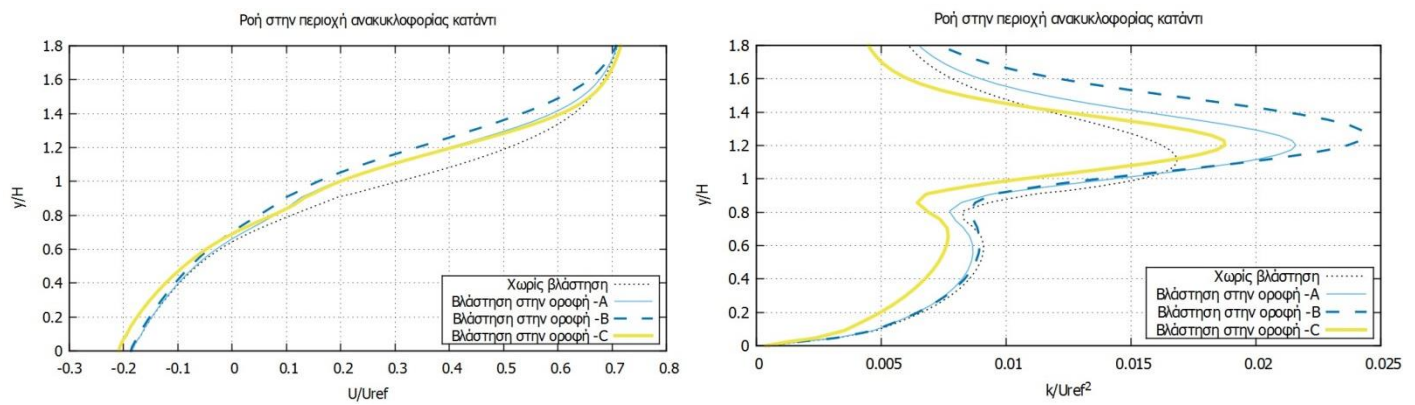 Ροή στην περιοχή ανακυκλοφορίας κατάντι
y/H
1.8
1.6
1.4
1.2
1
0.8
0.6
0.4
0.2
0
Χωρίς βλάστηση
Βλάστηση στην οροφή -A
Βλάστηση στην οροφή -B
Βλάστηση στην οροφή -C
-0.3 -0.2 -0.1 0 0.1 0.2 0.3 0.4 0.5 0.6 0.7 0.8
U/Uref
Ροή στην περιοχή ανακυκλοφορίας κατάντι
y/H
1.8
1.6
1.4
1.2
1
0.8
0.6
0.4
0.2
0
Χωρίς βλάστηση
Βλάστηση στην οροφή -A
Βλάστηση στην οροφή -B
Βλάστηση στην οροφή -C
0 0.005 0.01 0.015 0.02 0.025
k/Uref²